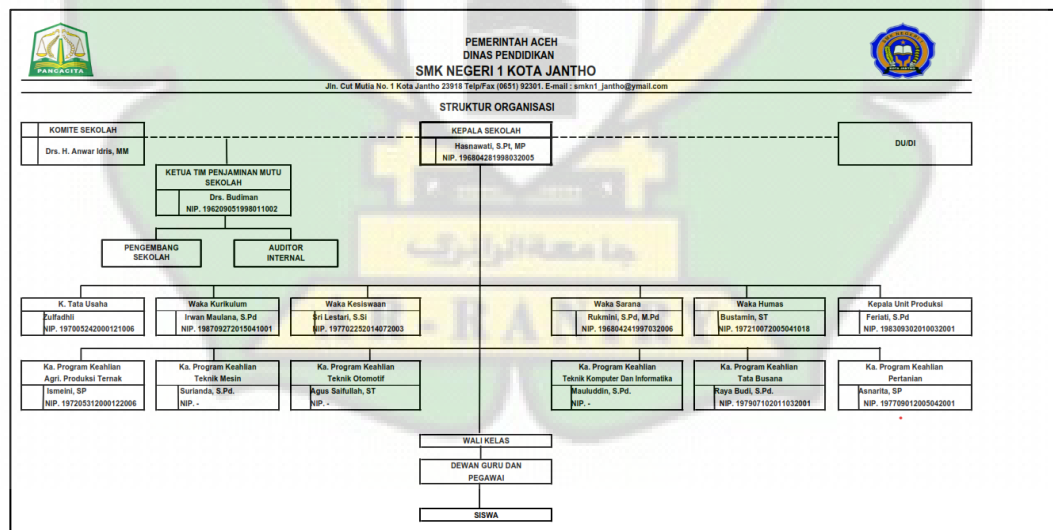 PEMERINTAH ACEH
DINAS PENDIDIKAN
SMK NEGERI 1 KOTA JANTHO
Jln. Cut Mutia No. 1 Kota Jantho 23918 Telp/Fax (0651) 92301. E-mail : smkn1_jantho@ymail.com
PANCACITA
STRUKTUR ORGANISASI
KOMITE SEKOLAH
Drs. H. Anwar Idris, MM
KEPALA SEKOLAH
Hasnawati, S.Pt, MP
NIP. 196804281998032005
DU/DI
KETUA TIM PENJAMINAN MUTU
SEKOLAH
Drs. Budiman
NIP. 196209051998011002
PENGEMBANG
SEKOLAH
AUDITOR
INTERNAL
جامعة الرانري
AR-RANIRY
K. Tata Usaha
Zulfadhli
NIP. 197005242000121006
Waka Kurikulum
Irwan Maulana, S.Pd
NIP. 198709272015041001
Waka Kesiswaan
Sri Lestari, S.Si
NIP. 197702252014072003
Waka Sarana
Rukmini, S.Pd, M.Pd
NIP. 196804241997032006
Waka Humas
Bustamin, ST
NIP. 197210072005041018
Kepala Unit Produksi
Feriati, S.Pd
NIP. 198309302010032001
Ka. Program Keahlian
Agri. Produksi Ternak
Ismeini, SP
NIP. 197205312000122006
Ka. Program Keahlian
Teknik Mesin
Surianda, S.Pd.
NIP. -
Ka. Program Keahlian
Teknik Otomotif
Agus Saifullah, ST
NIP. -
Ka. Program Keahlian
Teknik Komputer Dan Informatika
Mauluddin, S.Pd.
NIP. -
Ka. Program Keahlian
Tata Busana
Raya Budi, S.Pd.
NIP. 197907102011032001
Ka. Program Keahlian
Pertanian
Asnarita, SP
NIP. 197709012005042001
WALI KELAS
DEWAN GURU DAN
PEGAWAI
SISWA